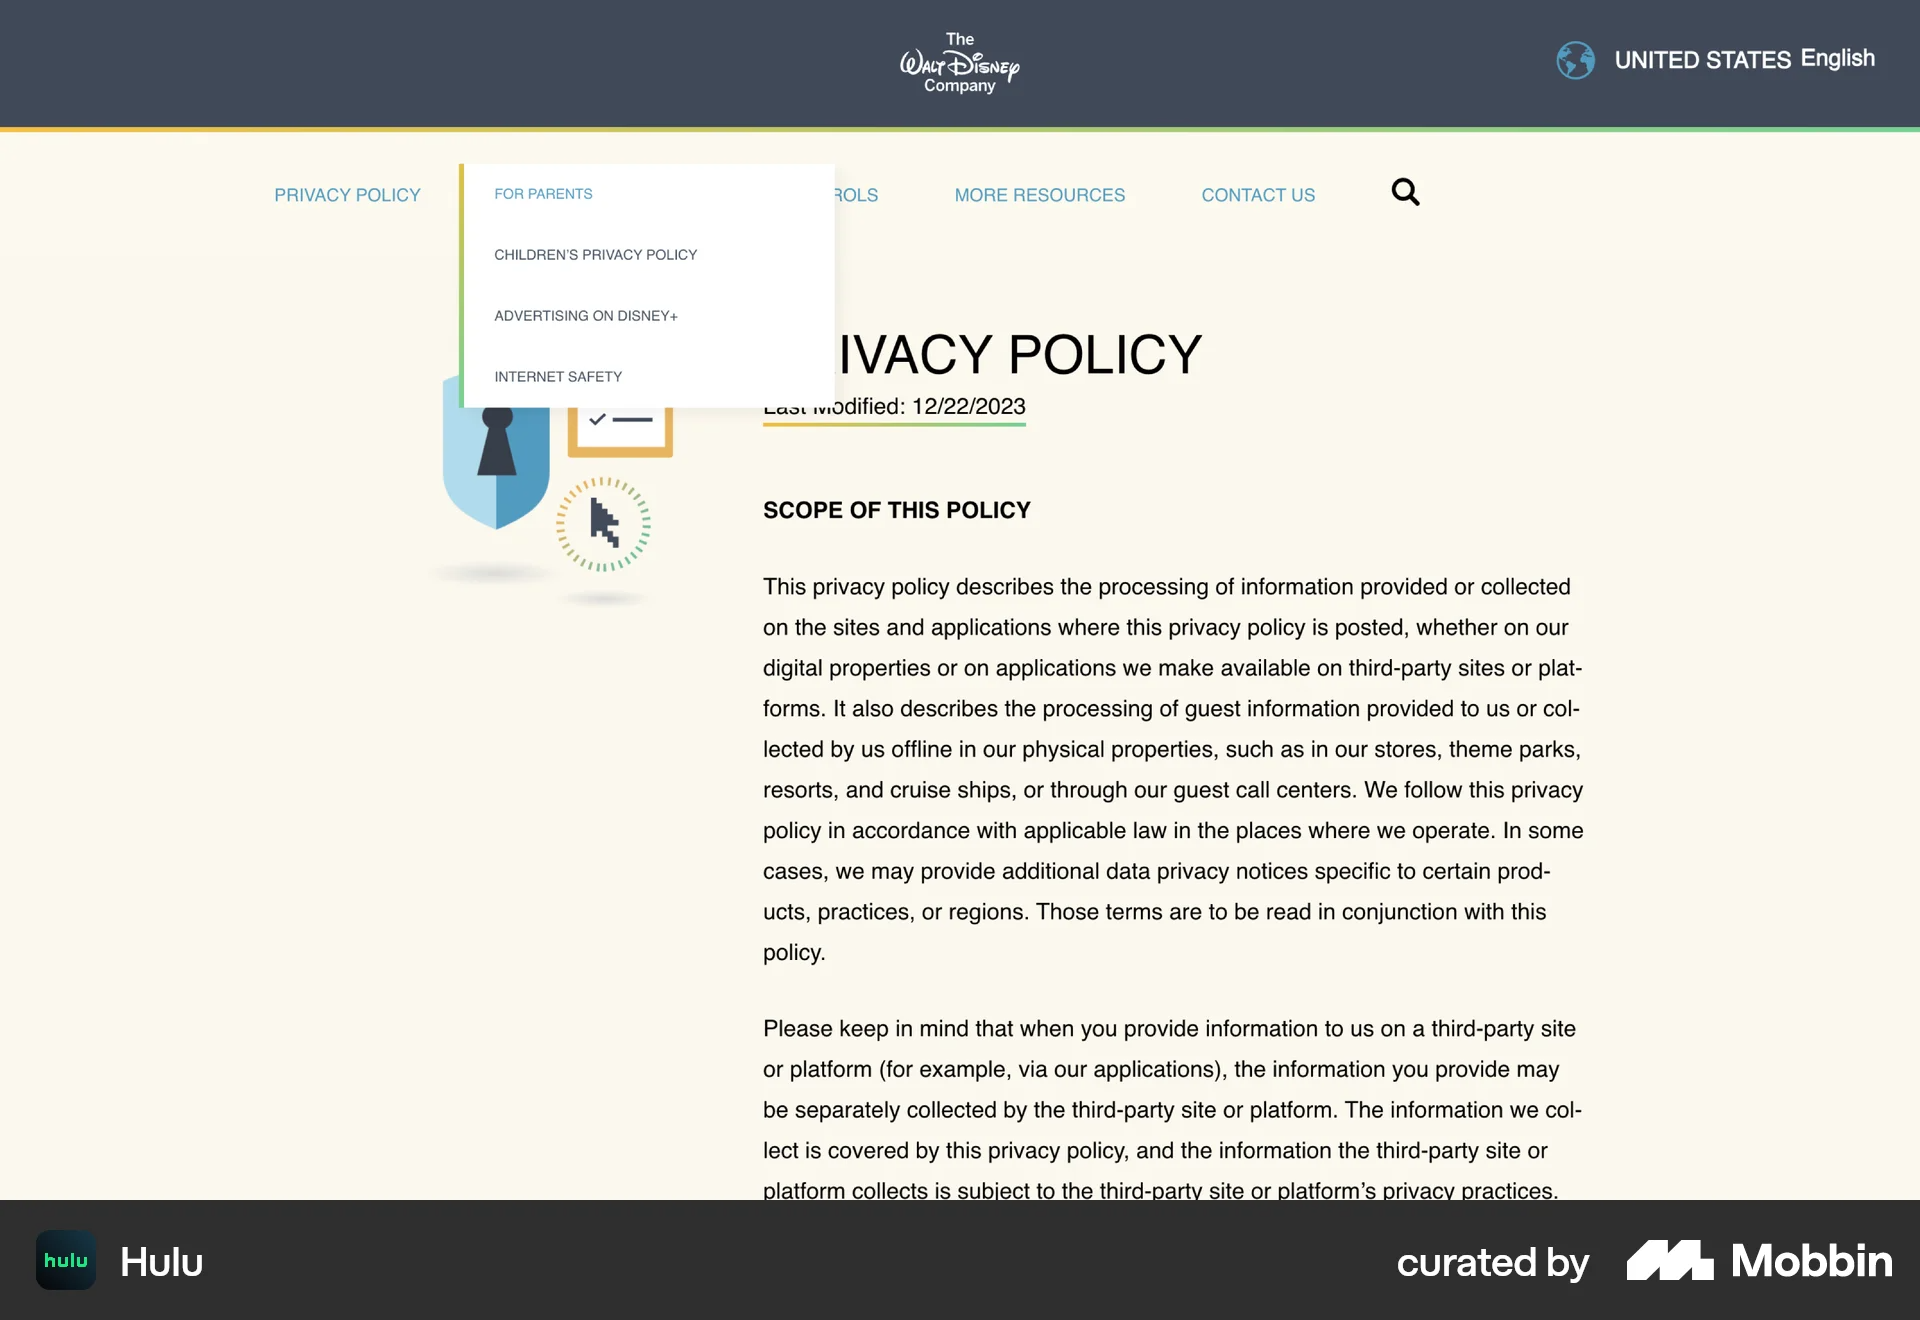 The
Walt Disney
Company
UNITED STATES English
PRIVACY POLICY
FOR PARENTS
MORE RESOURCES
CONTACT US
CHILDREN'S PRIVACY POLICY
ADVERTISING ON DISNEY+
INTERNET SAFETY
POLICY
Last Modified: 12/22/2023
SCOPE OF THIS POLICY
This privacy policy describes the processing of information provided or collected
on the sites and applications where this privacy policy is posted, whether on our
digital properties or on applications we make available on third-party sites or plat-
forms. It also describes the processing of guest information provided to us or col-
lected by us offline in our physical properties, such as in our stores, theme parks,
resorts, and cruise ships, or through our guest call centers. We follow this privacy
policy in accordance with applicable law in the places where we operate. In some
cases, we may provide additional data privacy notices specific to certain prod-
ucts, practices, or regions. Those terms are to be read in conjunction with this
policy.
Please keep in mind that when you provide information to us on a third-party site
or platform (for example, via our applications), the information you provide may
be separately collected by the third-party site or platform. The information we col-
lect is covered by this privacy policy, and the information the third-party site or
platform collects is subject to the third-party site or platform’s privacy practices.
hulu
Hulu
curated by
Mobbin